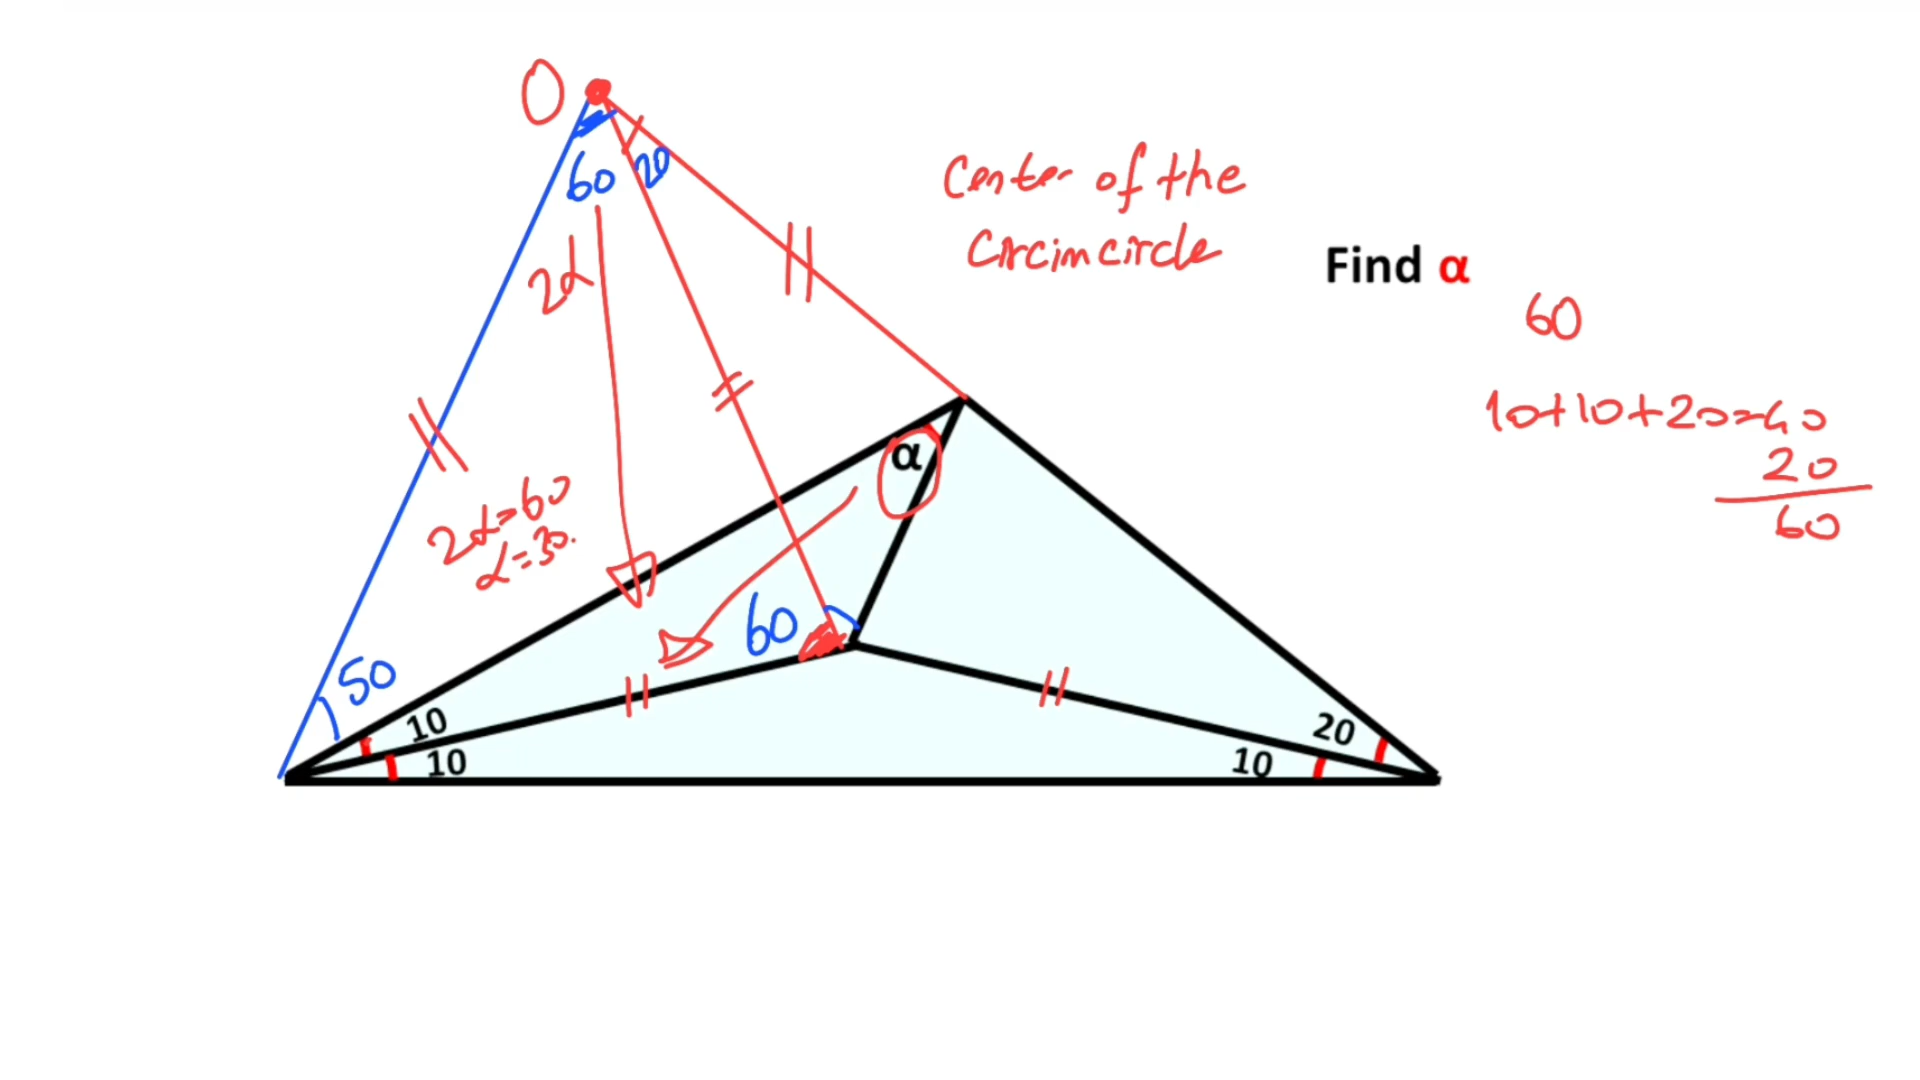 O
60
20
2α
Center of the
Circimcircle
Find α
60
10+10+20=40
20
60
α
2α=60
α=30.
60
50
10
10
20
10